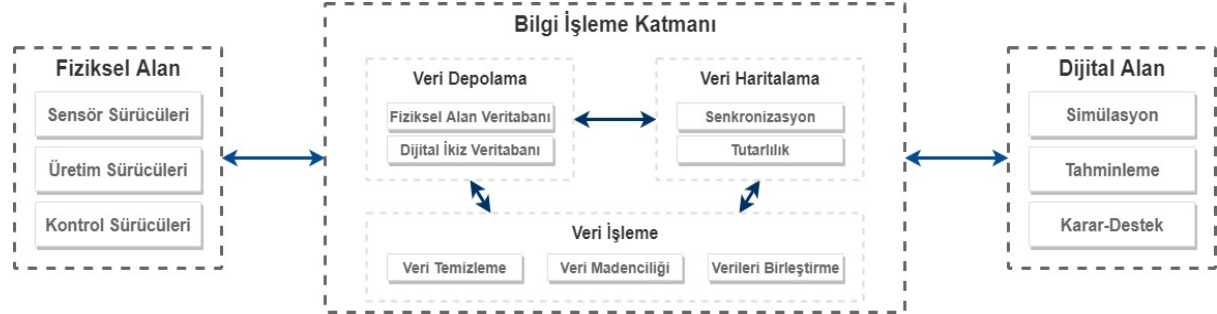 Fiziksel Alan
Sensör Sürücüleri
Üretim Sürücüleri
Kontrol Sürücüleri
Bilgi İşleme Katmanı
Veri Depolama
Fiziksel Alan Veritabanı
Dijital İkiz Veritabanı
Veri Haritalama
Senkronizasyon
Tutarlılık
Veri İşleme
Veri Temizleme
Veri Madenciliği
Verileri Birleştirme
Dijital Alan
Simülasyon
Tahminleme
Karar-Destek